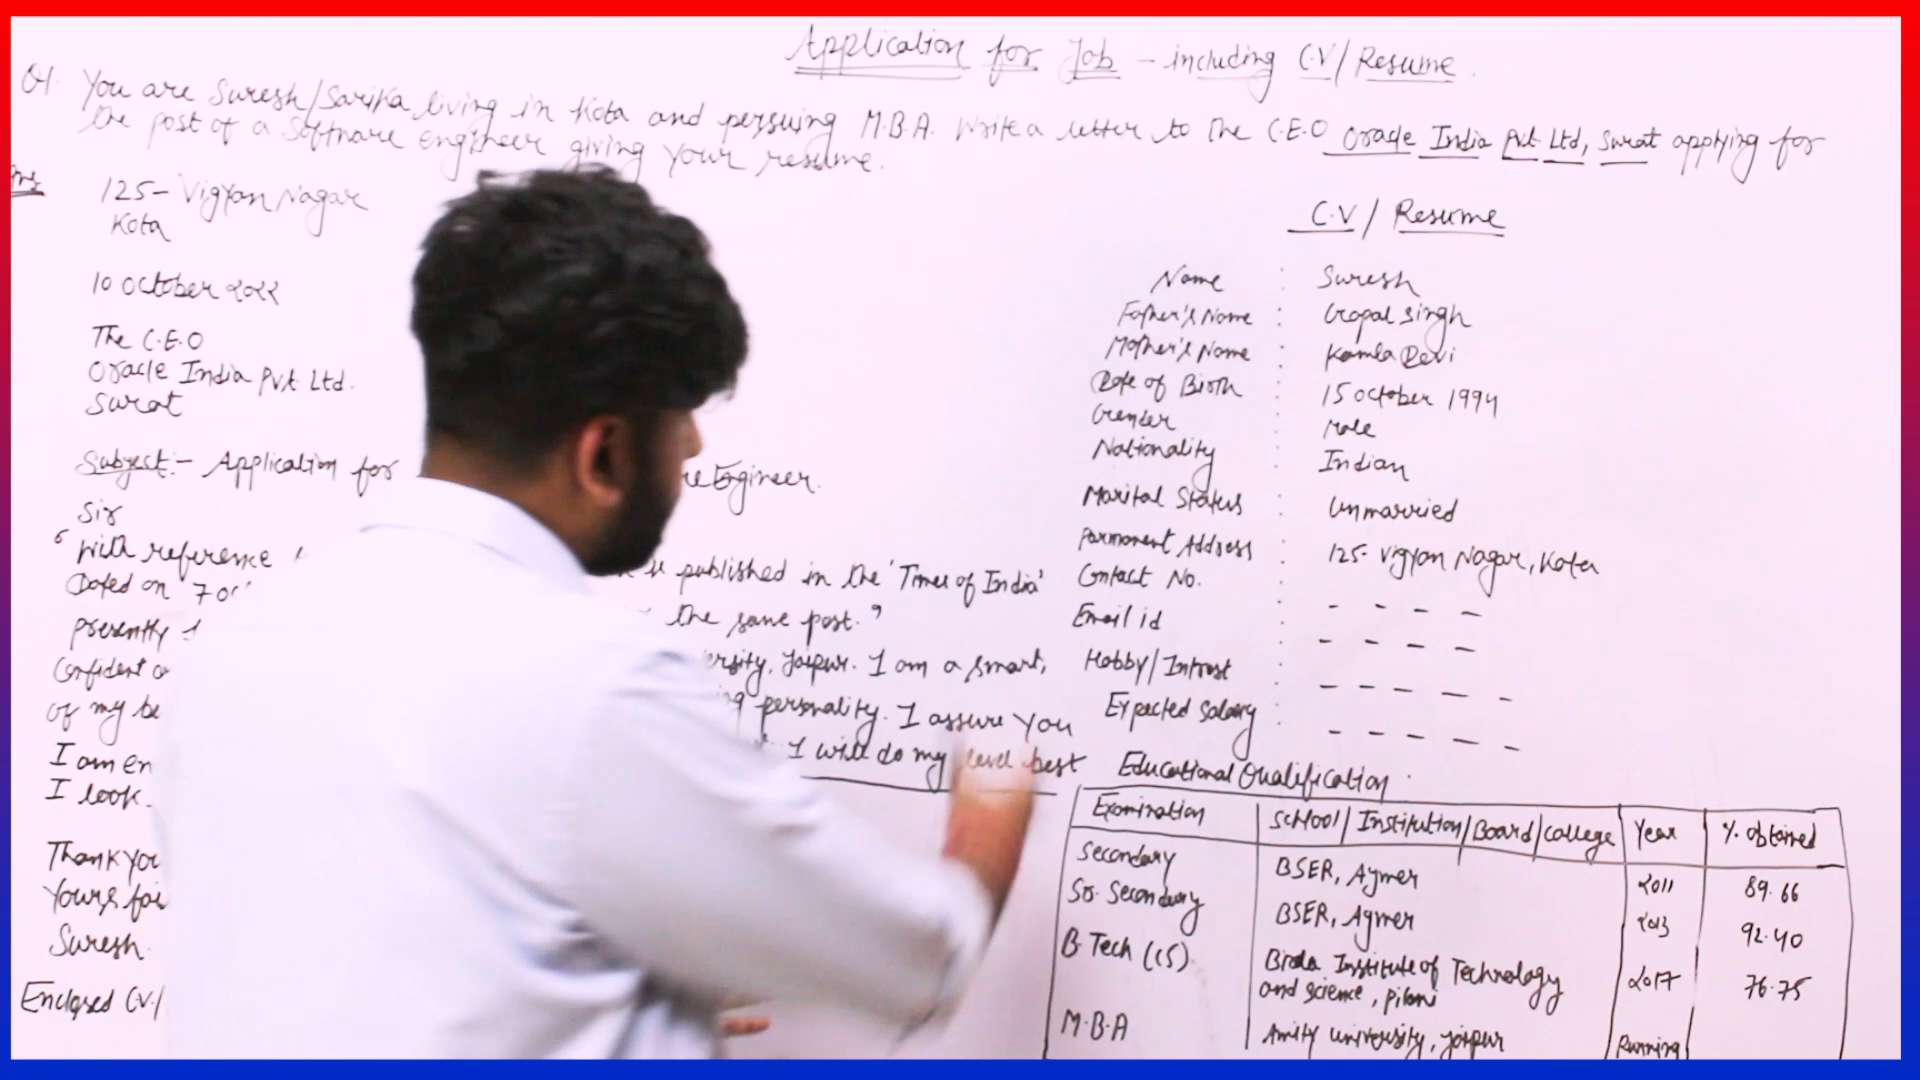 Application for Job - including C.V/Resume
Q1. You are Suresh/Sarika living in Kota and persuing M.B.A. Write a letter to the C.E.O Oracle India Pvt. Ltd, Surat applying for
the post of a Software engineer giving your resume.
Ans
125- Vigyan Nagar
Kota
10 October 2022
The C.E.O
Oracle India Pvt. Ltd.
Surat
Subject:- Application for
Engineer.
Sir
"With reference
published in the 'Times of India'
Dated on "7
the same post."
presently
Jaipur. I am a smart,
Confident
personality. I assure you
of my be
I will do my level best
I am en
I look
Thank you
Yours fai
Suresh
Enclosed C.V/
C.V / Resume
Name : Suresh
Father's Name : Gopal Singh
Mother's Name : Kamla Devi
Date of Birth : 15 October 1994
Gender : Male
Nationality : Indian
Marital Status : Unmarried
Permanent Address : 125- Vigyan Nagar, Kota
Contact No. : - - - -
Email id : - - - -
Hobby/Intrest : - - - - -
Expected Salary : - - - - -
Educational Qualification
Examination School/Institution/Board/College Year % obtained
Secondary BSER, Ajmer 2011 89.66
Sr. Secondary BSER, Ajmer 2013 92.40
B.Tech (CS) Birla Institute of Technology 2017 76.75
and science, pilani
M.B.A Amity university, Jaipur Running